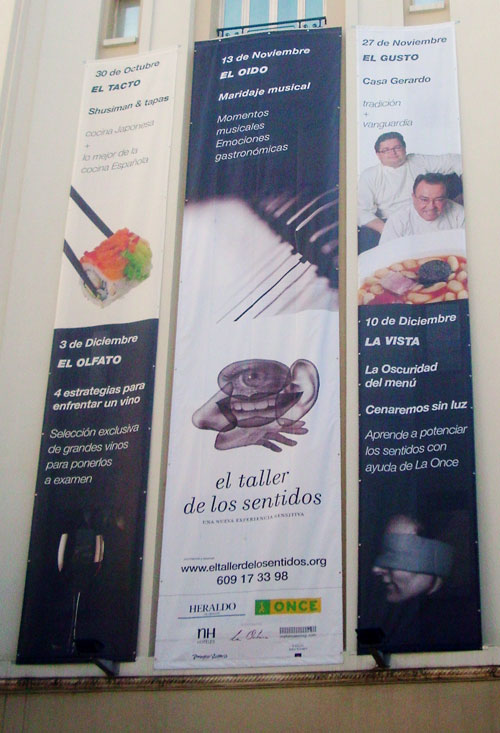 30 de Octubre
EL TACTO
Shusiman & tapas
cocina Japonesa
+
lo mejor de la
cocina Española
3 de Diciembre
EL OLFATO
4 estrategias para
enfrentar un vino
Selección exclusiva
de grandes vinos
para ponerlos
a examen
13 de Noviembre
EL OIDO
Maridaje musical
Momentos
musicales
Emociones
gastronómicas
el taller
de los sentidos
UNA NUEVA EXPERIENCIA SENSITIVA
www.eltallerdelosentidos.org
609 17 33 98
HERALDO
ONCE
nH
HOTELES
27 de Noviembre
EL GUSTO
Casa Gerardo
tradición
+
vanguardia
10 de Diciembre
LA VISTA
La Oscuridad
del menú
Cenaremos sin luz
Aprende a potenciar
los sentidos con
ayuda de La Once